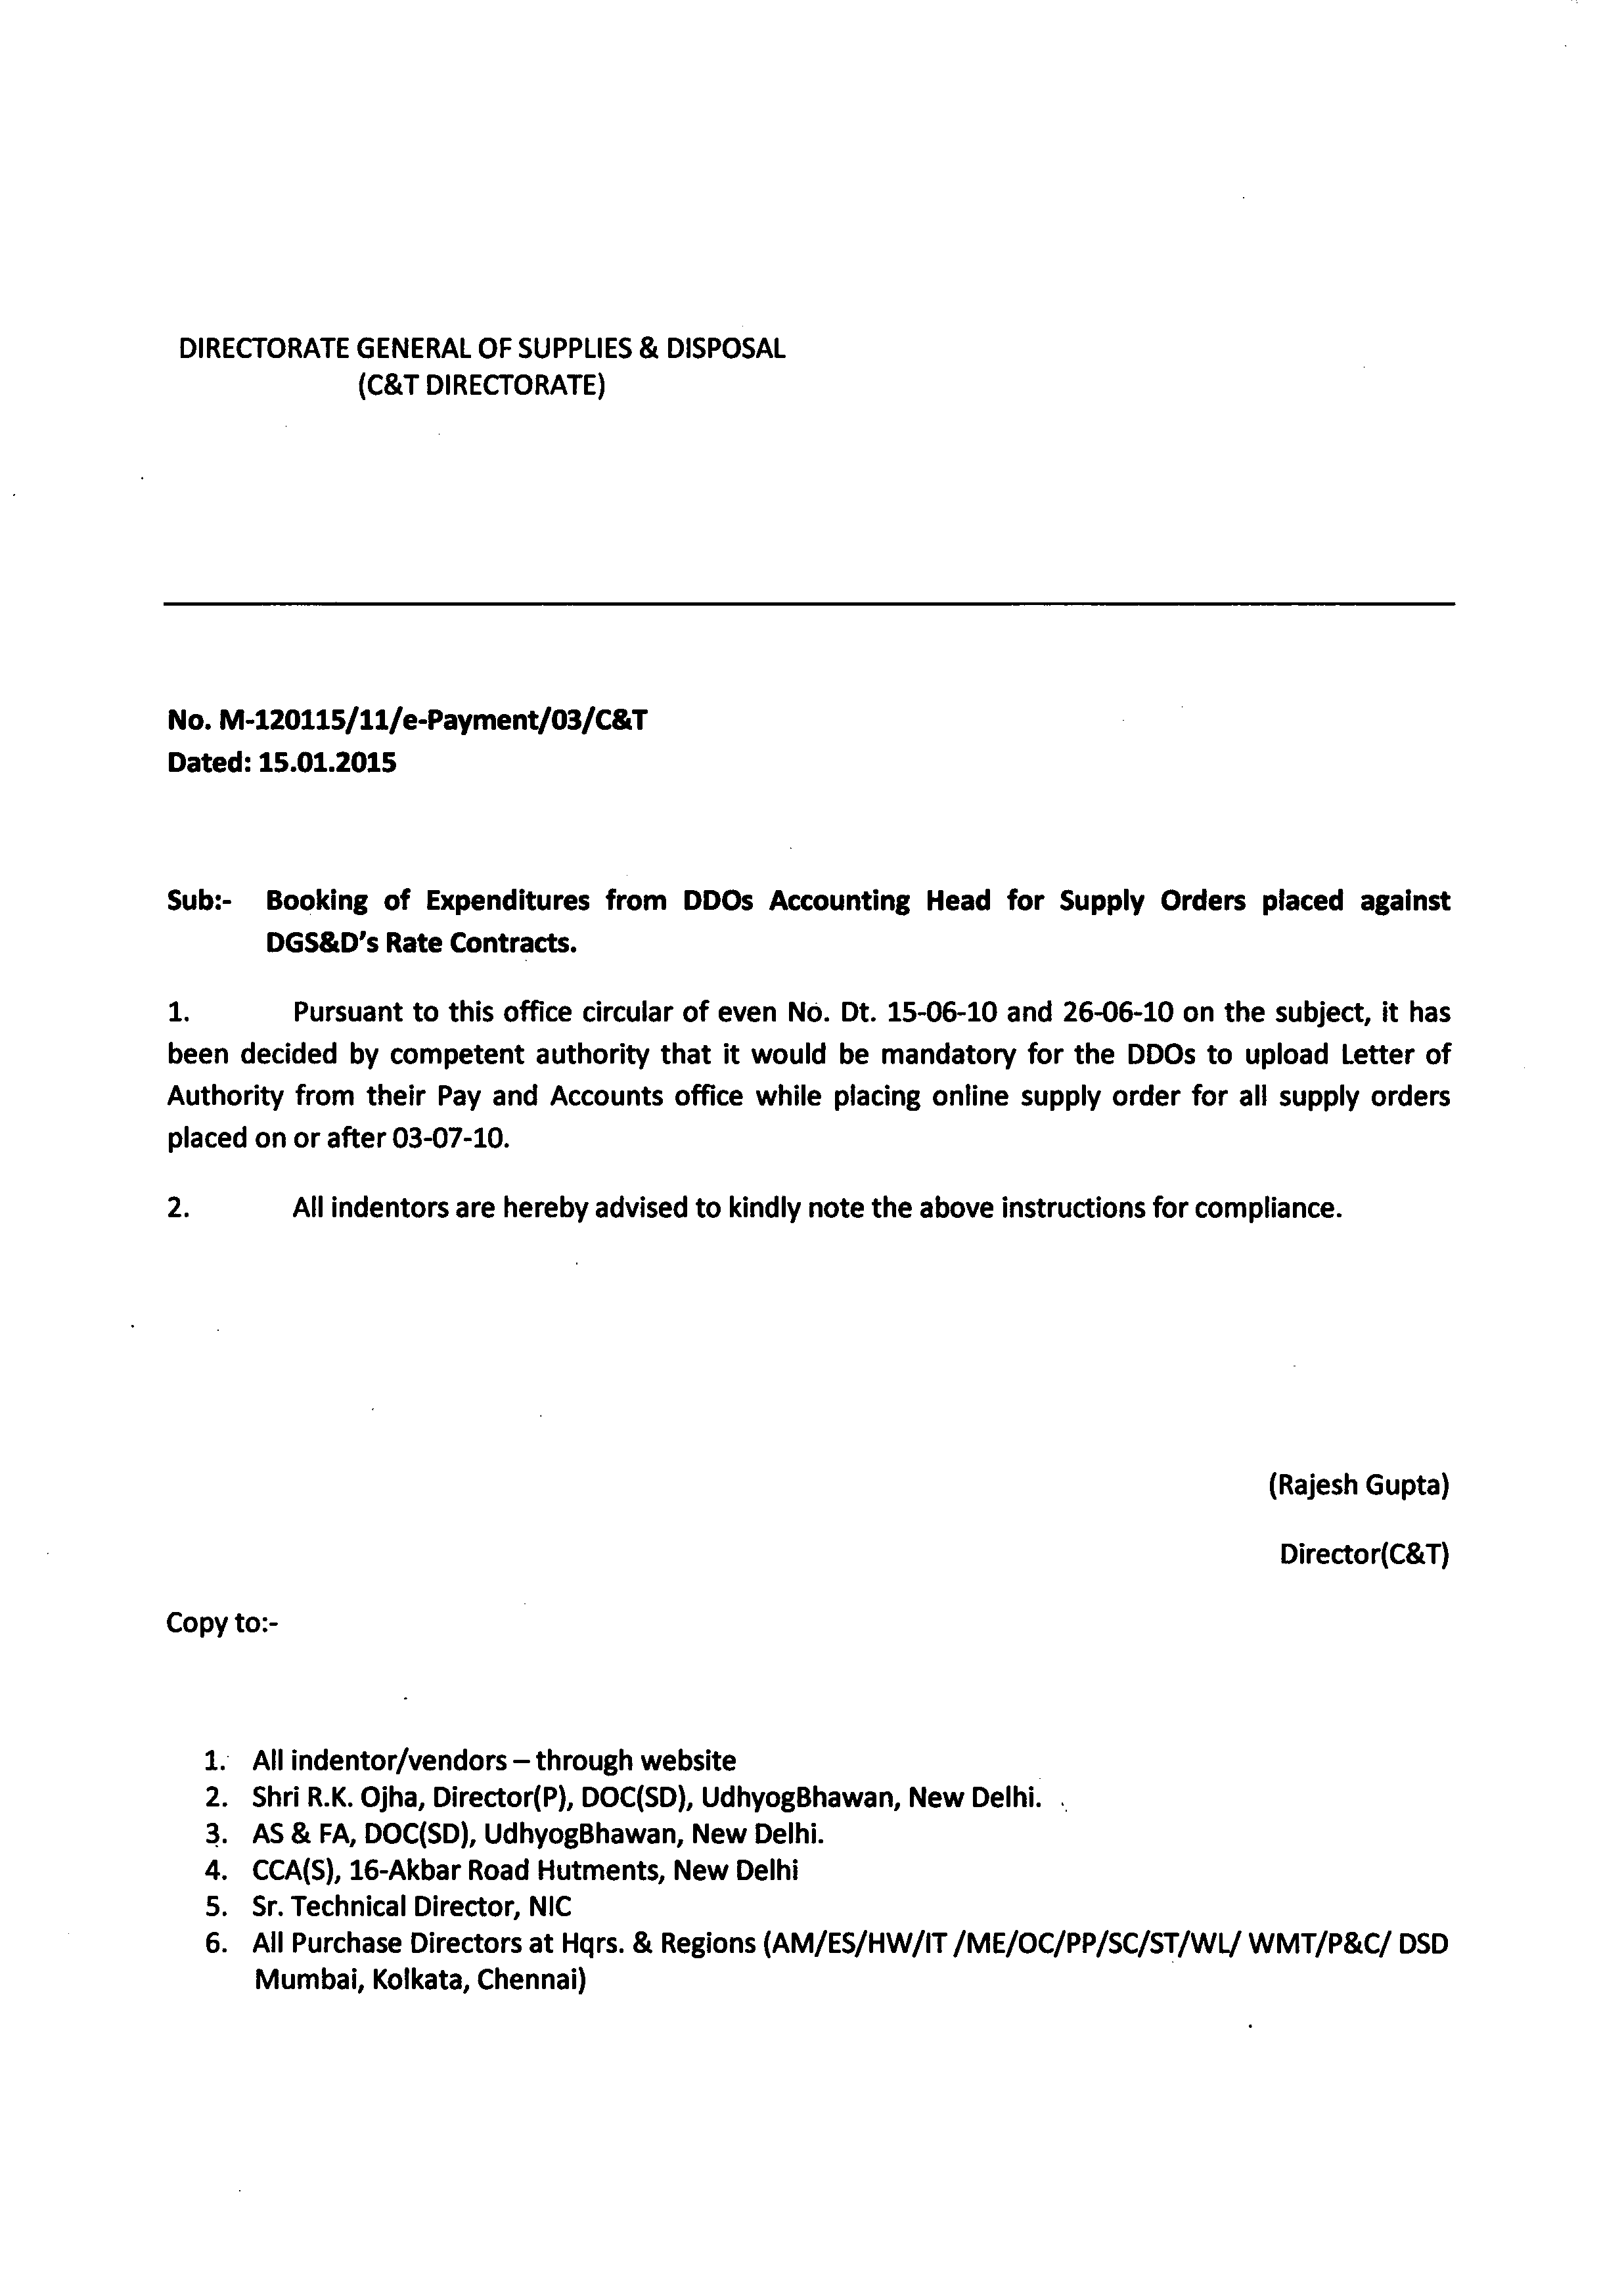 DIRECTORATE GENERAL OF SUPPLIES & DISPOSAL
(C&T DIRECTORATE)
No. M-120115/11/e-Payment/03/C&T
Dated: 15.01.2015
Sub:- Booking of Expenditures from DDOs Accounting Head for Supply Orders placed against
DGS&D's Rate Contracts.
1. Pursuant to this office circular of even No. Dt. 15-06-10 and 26-06-10 on the subject, it has
been decided by competent authority that it would be mandatory for the DDOs to upload Letter of
Authority from their Pay and Accounts office while placing online supply order for all supply orders
placed on or after 03-07-10.
2. All indentors are hereby advised to kindly note the above instructions for compliance.
(Rajesh Gupta)
Director(C&T)
Copy to:-
1. All indentor/vendors – through website
2. Shri R.K. Ojha, Director(P), DOC(SD), UdhyogBhawan, New Delhi.
3. AS & FA, DOC(SD), UdhyogBhawan, New Delhi.
4. CCA(S), 16-Akbar Road Hutments, New Delhi
5. Sr. Technical Director, NIC
6. All Purchase Directors at Hqrs. & Regions (AM/ES/HW/IT /ME/OC/PP/SC/ST/WL/ WMT/P&C/ DSD
Mumbai, Kolkata, Chennai)